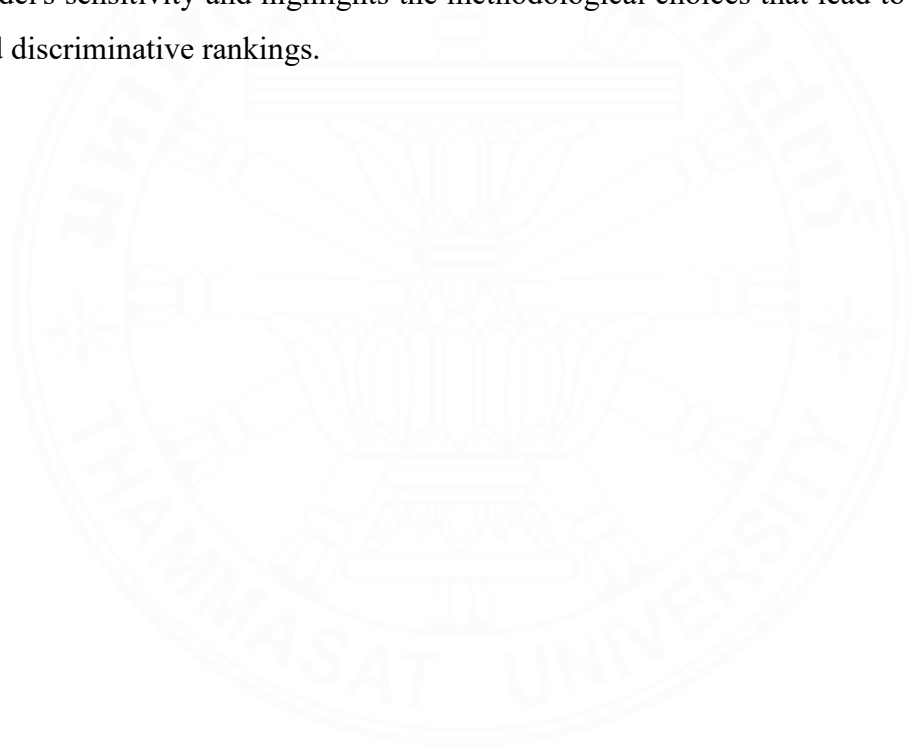 sensitivity and highlights the methodological choices that lead to
discriminative rankings.
THAMMASAT UNIVERSITY